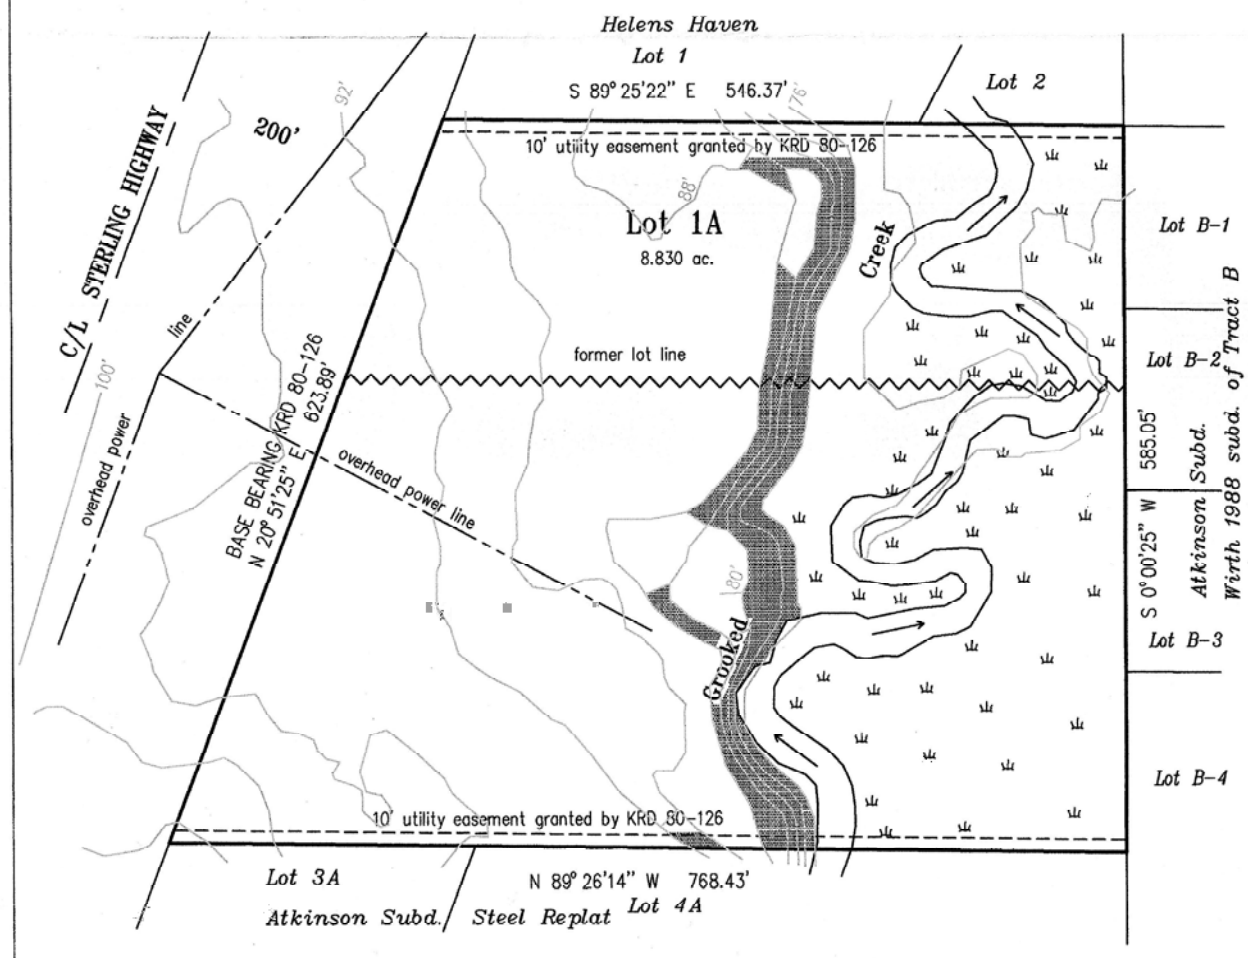 Helens Haven
Lot 1
S 89°25'22" E 546.37'
Lot 2
76'
92'
200'
C/L STERLING HIGHWAY
10' utility easement granted by KRD 80-126
88'
Lot 1A
8.830 ac.
Creek
Lot B-1
line
former lot line
Lot B-2
100'
overhead power
BASE BEARING KRD 80-126
N 20°51'25" E 623.89'
overhead power line
80'
Crooked
S 0°00'25" W 585.05'
Atkinson Subd.
Wirth 1988 subd. of Tract B
Lot B-3
Lot B-4
10' utility easement granted by KRD 80-126
Lot 3A
N 89°26'14" W 768.43'
Lot 4A
Atkinson Subd. Steel Replat